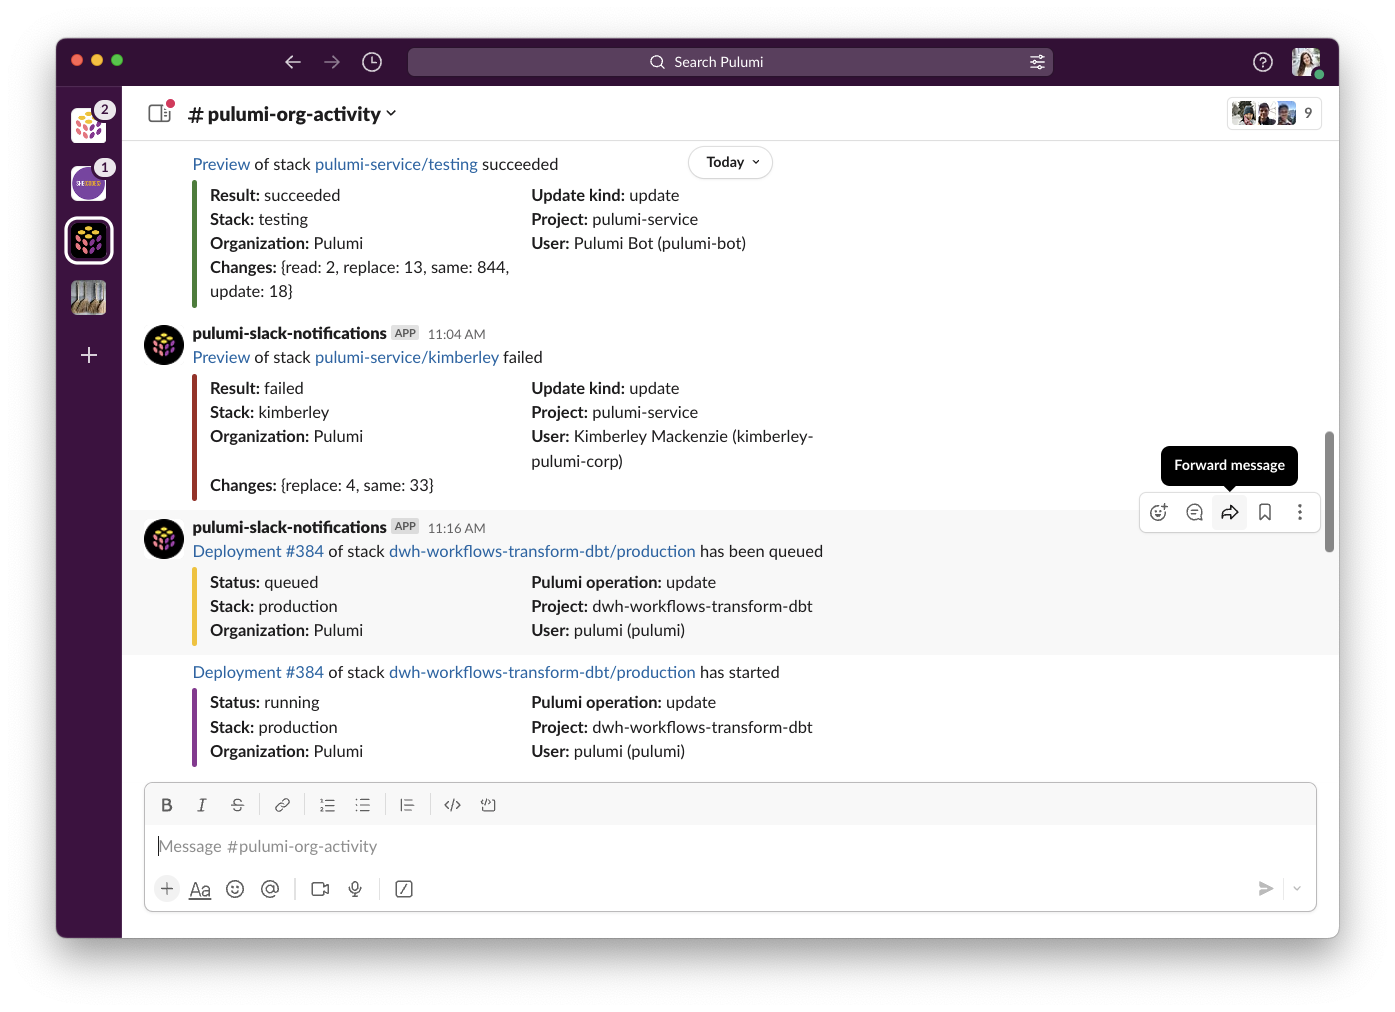 Search Pulumi
2
1
# pulumi-org-activity
9
Today
Preview of stack pulumi-service/testing succeeded
Result: succeeded
Update kind: update
Stack: testing
Project: pulumi-service
Organization: Pulumi
User: Pulumi Bot (pulumi-bot)
Changes: {read: 2, replace: 13, same: 844,
update: 18}
pulumi-slack-notifications APP 11:04 AM
Preview of stack pulumi-service/kimberley failed
Result: failed
Update kind: update
Stack: kimberley
Project: pulumi-service
Organization: Pulumi
User: Kimberley Mackenzie (kimberley-
pulumi-corp)
Changes: {replace: 4, same: 33}
Forward message
pulumi-slack-notifications APP 11:16 AM
Deployment #384 of stack dwh-workflows-transform-dbt/production has been queued
Status: queued
Pulumi operation: update
Stack: production
Project: dwh-workflows-transform-dbt
Organization: Pulumi
User: pulumi (pulumi)
Deployment #384 of stack dwh-workflows-transform-dbt/production has started
Status: running
Pulumi operation: update
Stack: production
Project: dwh-workflows-transform-dbt
Organization: Pulumi
User: pulumi (pulumi)
B I S
Message #pulumi-org-activity
Aa